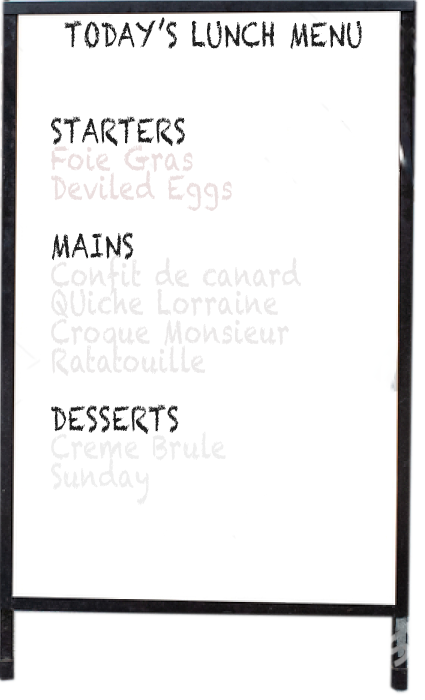 TODAY'S LUNCH MENU
STARTERS
Foie Gras
Deviled Eggs
MAINS
Confit de canard
QUiche Lorraine
Croque Monsieur
Ratatouille
DESSERTS
Creme Brule
Sunday